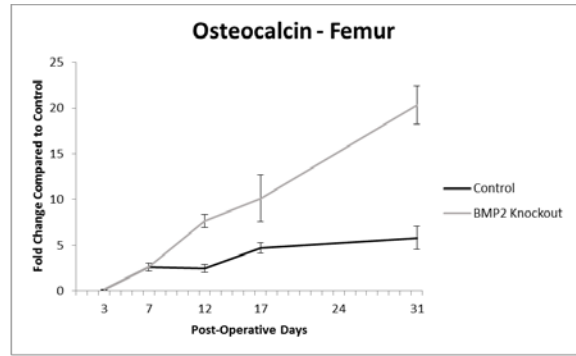 Osteocalcin - Femur
Fold Change Compared to Control
25
20
15
10
5
0
3 7 12 17 24 31
Post-Operative Days
Control
BMP2 Knockout